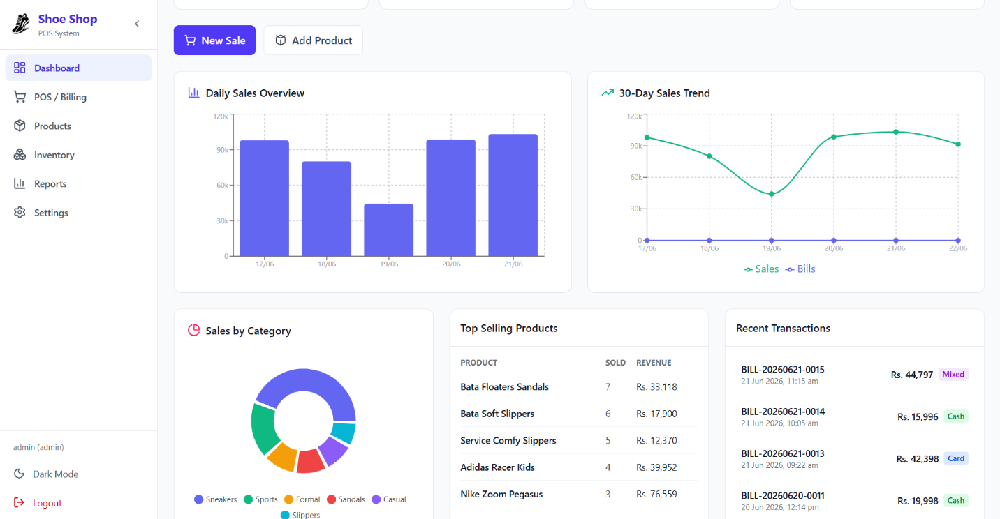 Shoe Shop
POS System
Dashboard
POS / Billing
Products
Inventory
Reports
Settings
admin (admin)
Dark Mode
Logout
New Sale
Add Product
Daily Sales Overview
120k
90k
60k
30k
0
17/06 18/06 19/06 20/06 21/06
30-Day Sales Trend
120k
90k
60k
30k
0
17/06 18/06 19/06 20/06 21/06 22/06
Sales Bills
Sales by Category
Sneakers Sports Formal Sandals Casual
Slippers
Top Selling Products
PRODUCT SOLD REVENUE
Bata Floaters Sandals 7 Rs. 33,118
Bata Soft Slippers 6 Rs. 17,900
Service Comfy Slippers 5 Rs. 12,370
Adidas Racer Kids 4 Rs. 39,952
Nike Zoom Pegasus 3 Rs. 76,559
Recent Transactions
BILL-20260621-0015
21 Jun 2026, 11:15 am
Rs. 44,797 Mixed
BILL-20260621-0014
21 Jun 2026, 10:05 am
Rs. 15,996 Cash
BILL-20260621-0013
21 Jun 2026, 09:22 am
Rs. 42,398 Card
BILL-20260620-0011
20 Jun 2026, 12:14 pm
Rs. 19,998 Cash